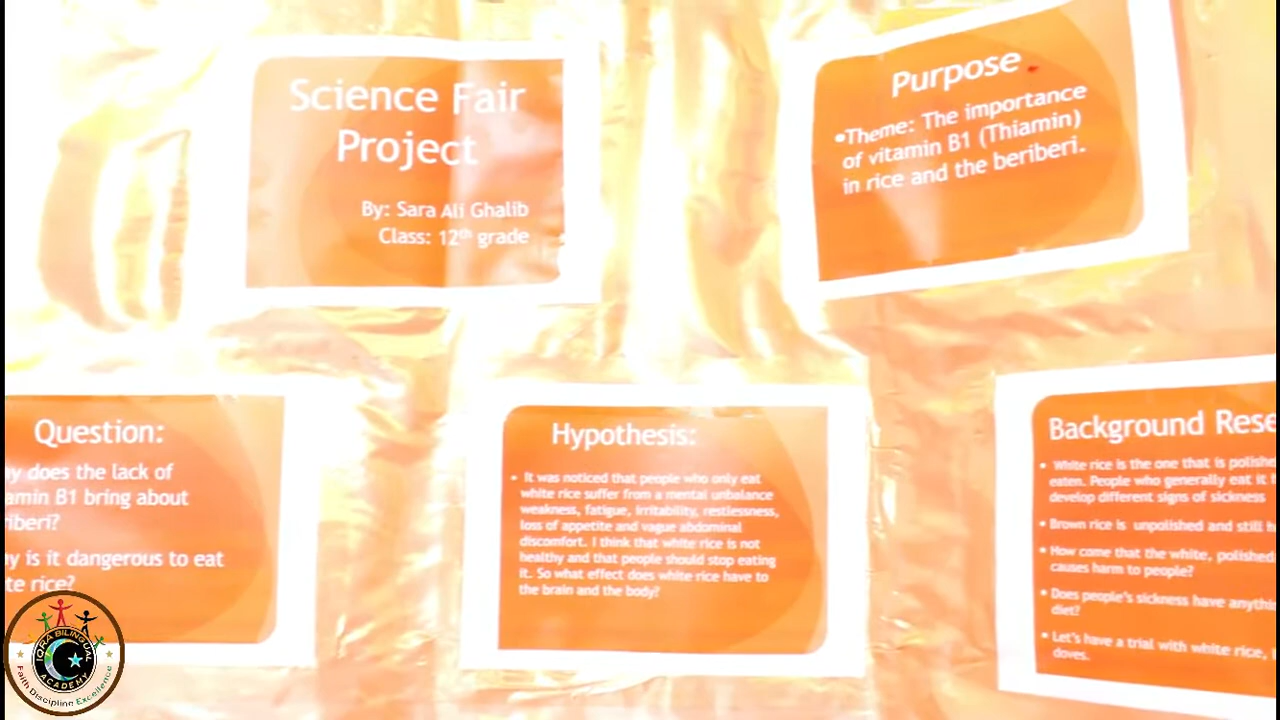 Science Fair
Project
By: Sara Ali Ghalib
Class: 12th grade
Purpose
•Theme: The importance
of vitamin B1 (Thiamin)
in rice and the beriberi.
Question:
does the lack of
B1 bring about
is it dangerous to eat
rice?
Hypothesis:
• It was noticed that people who only eat
white rice suffer from a mental unbalance
weakness, fatigue, irritability, restlessness,
loss of appetite and vague abdominal
discomfort. I think that white rice is not
healthy and that people should stop eating
it. So what effect does white rice have to
the brain and the body?
Background
• White rice is the one that is
eaten. People who generally eat it
develop different signs of sickness
• Brown rice is unpolished and still
• How come that the white, polished
causes harm to people?
• Does people's sickness have
diet?
• Let's have a trial with white rice,
doves.
IQRA BILINGUAL
ACADEMY
Faith Discipline Excellence